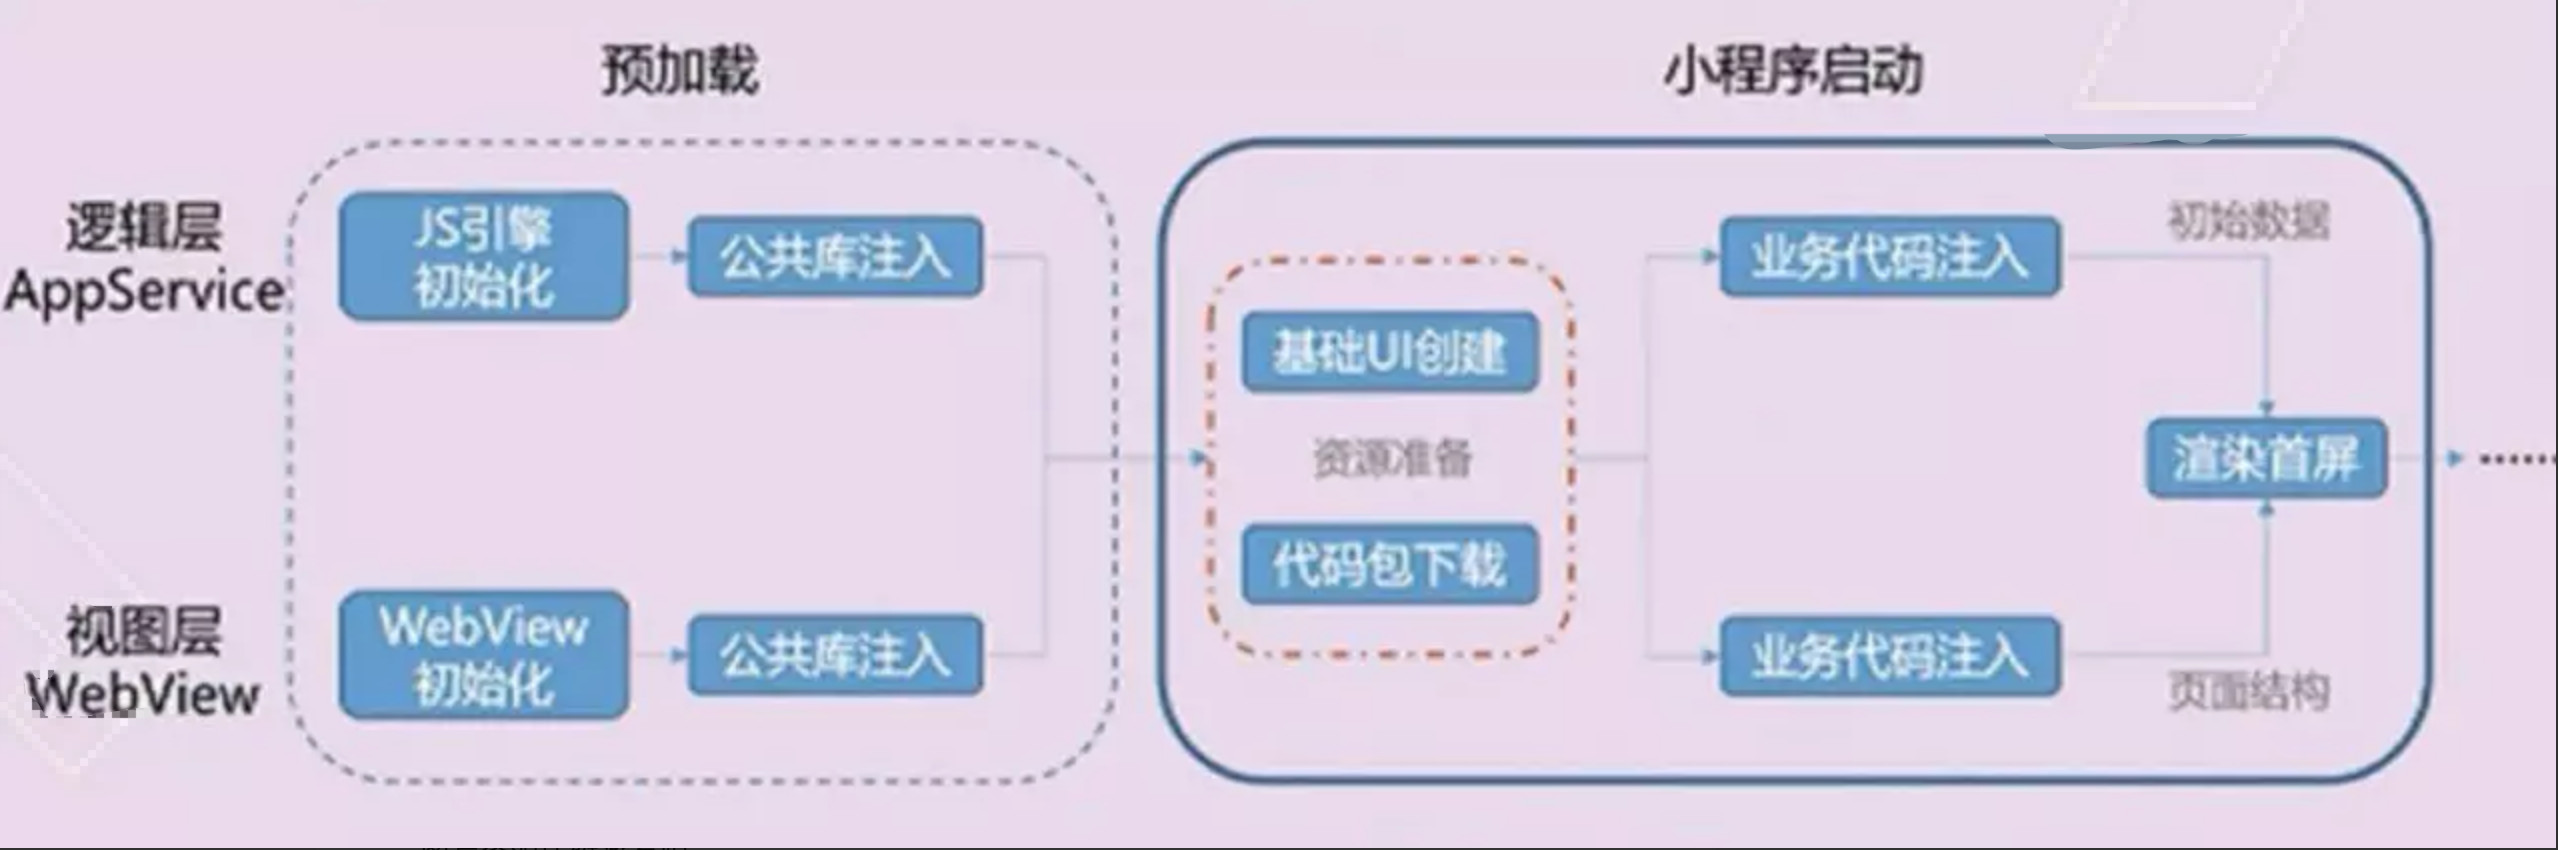 预加载
小程序启动
逻辑层
AppService
JS引擎
初始化
公共库注入
基础UI创建
资源准备
代码包下载
业务代码注入
初始数据
渲染首屏
视图层
WebView
WebView
初始化
公共库注入
业务代码注入
页面结构